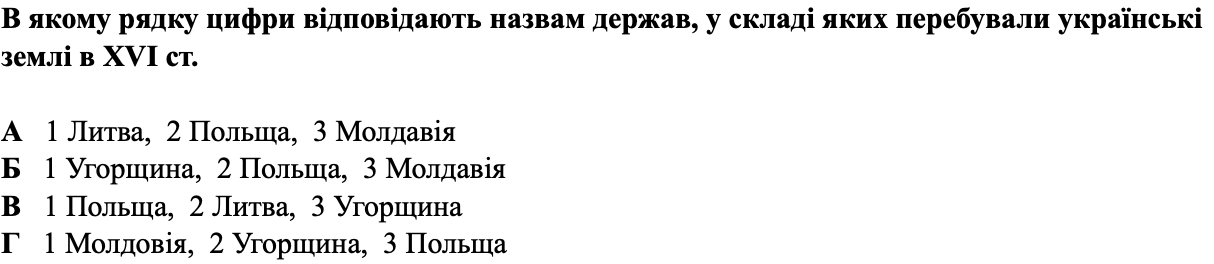 В якому рядку цифри відповідають назвам держав, у складі яких перебували українські
землі в XVI ст.
А 1 Литва, 2 Польща, 3 Молдавія
Б 1 Угорщина, 2 Польща, 3 Молдавія
В 1 Польща, 2 Литва, 3 Угорщина
Г 1 Молдовія, 2 Угорщина, 3 Польща